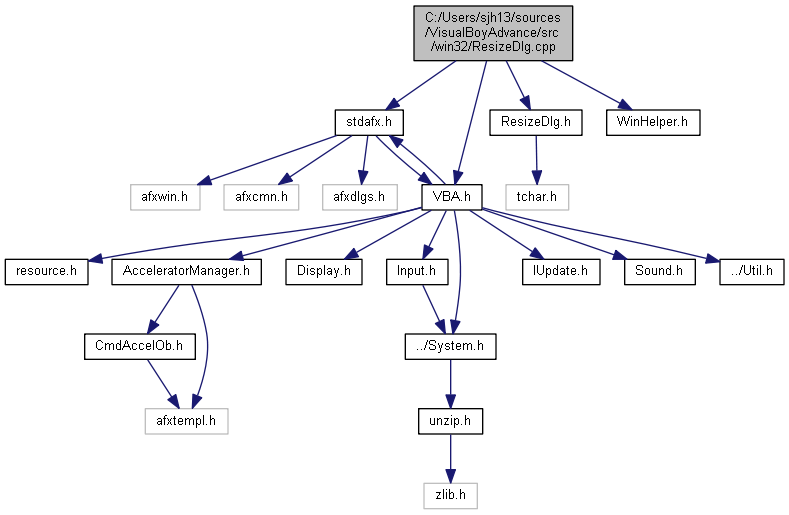 C:/Users/sjh13/sources
/VisualBoyAdvance/src
/win32/ResizeDlg.cpp
stdafx.h
ResizeDlg.h
WinHelper.h
afxwin.h
afxcmn.h
afxdlgs.h
VBA.h
tchar.h
resource.h
AcceleratorManager.h
Display.h
Input.h
IUpdate.h
Sound.h
../Util.h
CmdAccelOb.h
../System.h
afxtempl.h
unzip.h
zlib.h